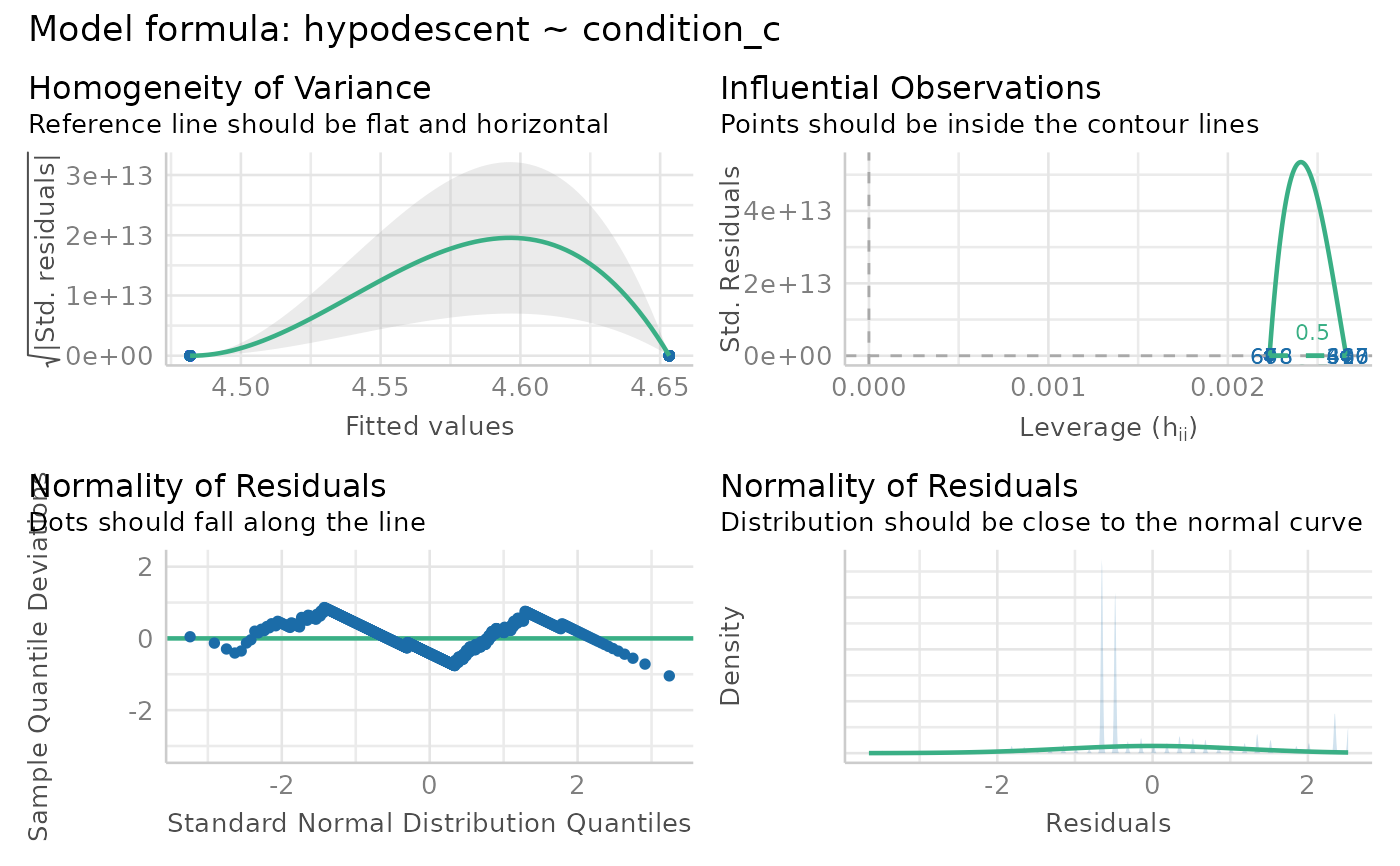 Model formula: hypodescent ~ condition_c
Homogeneity of Variance
Reference line should be flat and horizontal
√|Std. residuals|
3e+13
2e+13
1e+13
0e+00
4.50 4.55 4.60 4.65
Fitted values
Influential Observations
Points should be inside the contour lines
Std. Residuals
4e+13
2e+13
0e+00
0.5
0.000 0.001 0.002
Leverage (hii)
Normality of Residuals
Dots should fall along the line
Sample Quantile Deviations
2
0
-2
-2 0 2
Standard Normal Distribution Quantiles
Normality of Residuals
Distribution should be close to the normal curve
Density
-2 0 2
Residuals